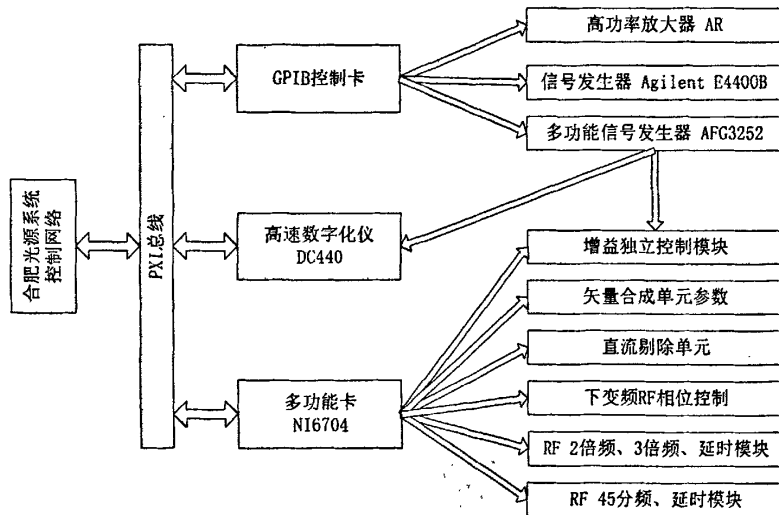 高功率放大器 AR
GPIB控制卡
信号发生器 Agilent E4400B
多功能信号发生器 AFG3252
合肥光源系统
控制网络
PXI总线
高速数字化仪
DC440
增益独立控制模块
矢量合成单元参数
直流剔除单元
多功能卡
NI6704
下变频RF相位控制
RF 2倍频、3倍频、延时模块
RF 45分频、延时模块